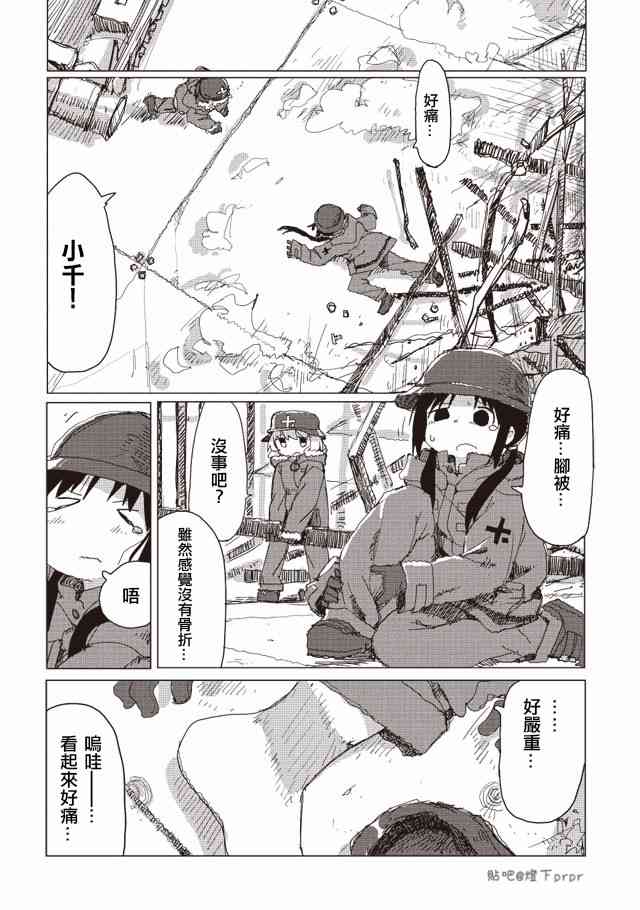 好痛…
小千！
好痛…腳被…
沒事吧？
雖然感覺沒有骨折…
唔
……
好嚴重…
嗚哇——…
看起來好痛…
貼吧@燈下prpr